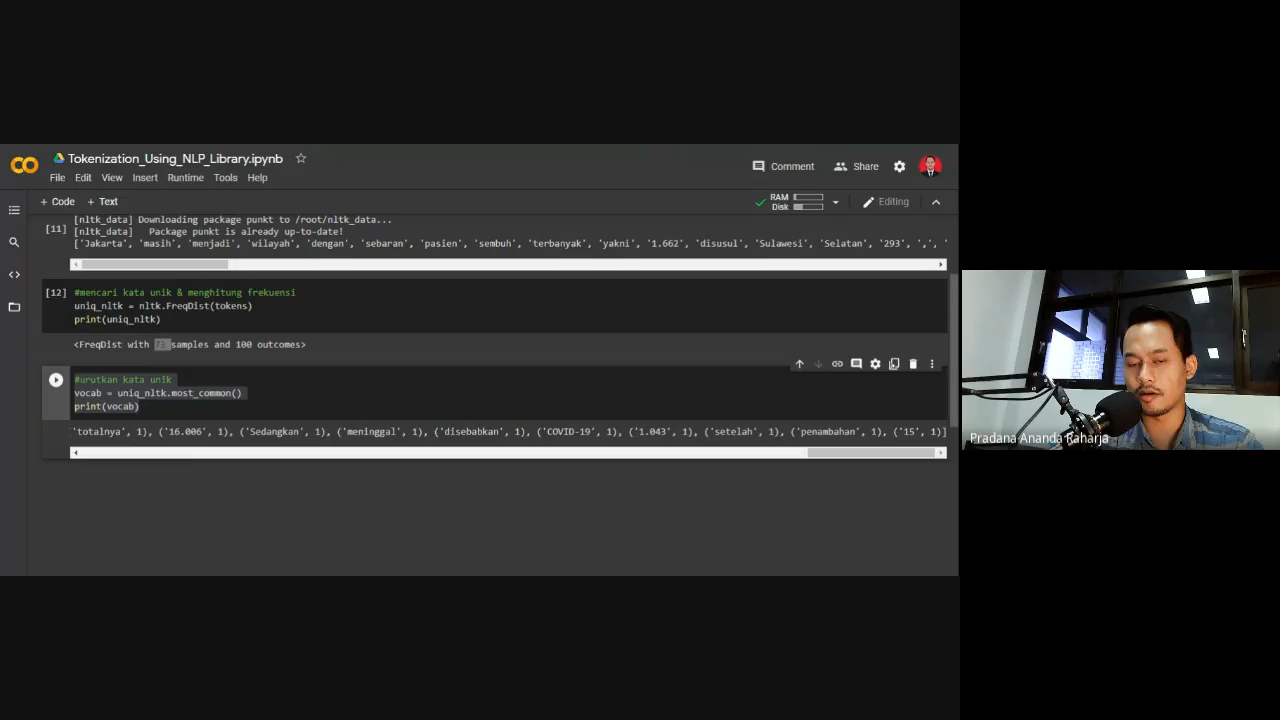 Tokenization_Using_NLP_Library.ipynb
Comment
Share
File Edit View Insert Runtime Tools Help
+ Code + Text
RAM
Disk
Editing
[nltk_data] Downloading package punkt to /root/nltk_data...
[11]
[nltk_data] Package punkt is already up-to-date!
['Jakarta', 'masih', 'menjadi', 'wilayah', 'dengan', 'sebaran', 'pasien', 'sembuh', 'terbanyak', 'yakni', '1.662', 'disusul', 'Sulawesi', 'Selatan', '293', ',', '
[12]
#mencari kata unik & menghitung frekuensi
uniq_nltk = nltk.FreqDist(tokens)
print(uniq_nltk)
<FreqDist with 73 samples and 100 outcomes>
#urutkan kata unik
vocab = uniq_nltk.most_common()
print(vocab)
'totalnya', 1), ('16.006', 1), ('Sedangkan', 1), ('meninggal', 1), ('disebabkan', 1), ('COVID-19', 1), ('1.043', 1), ('setelah', 1), ('penambahan', 1), ('15', 1)]
Pradana Ananda Raharja